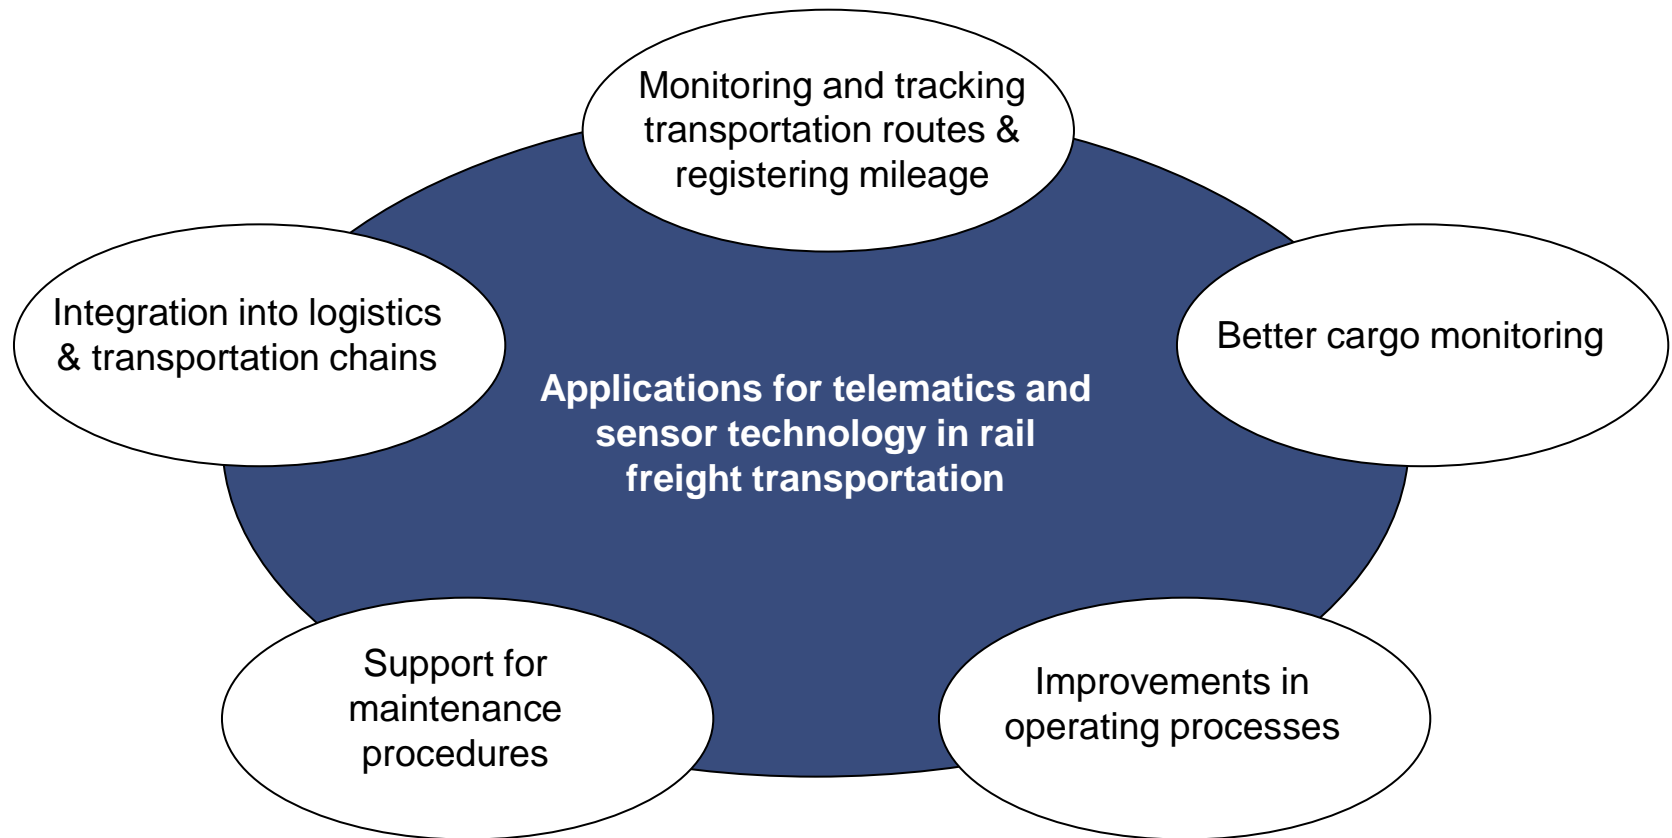 Monitoring and tracking
transportation routes &
registering mileage
Integration into logistics
& transportation chains
Better cargo monitoring
Applications for telematics and
sensor technology in rail
freight transportation
Support for
maintenance
procedures
Improvements in
operating processes